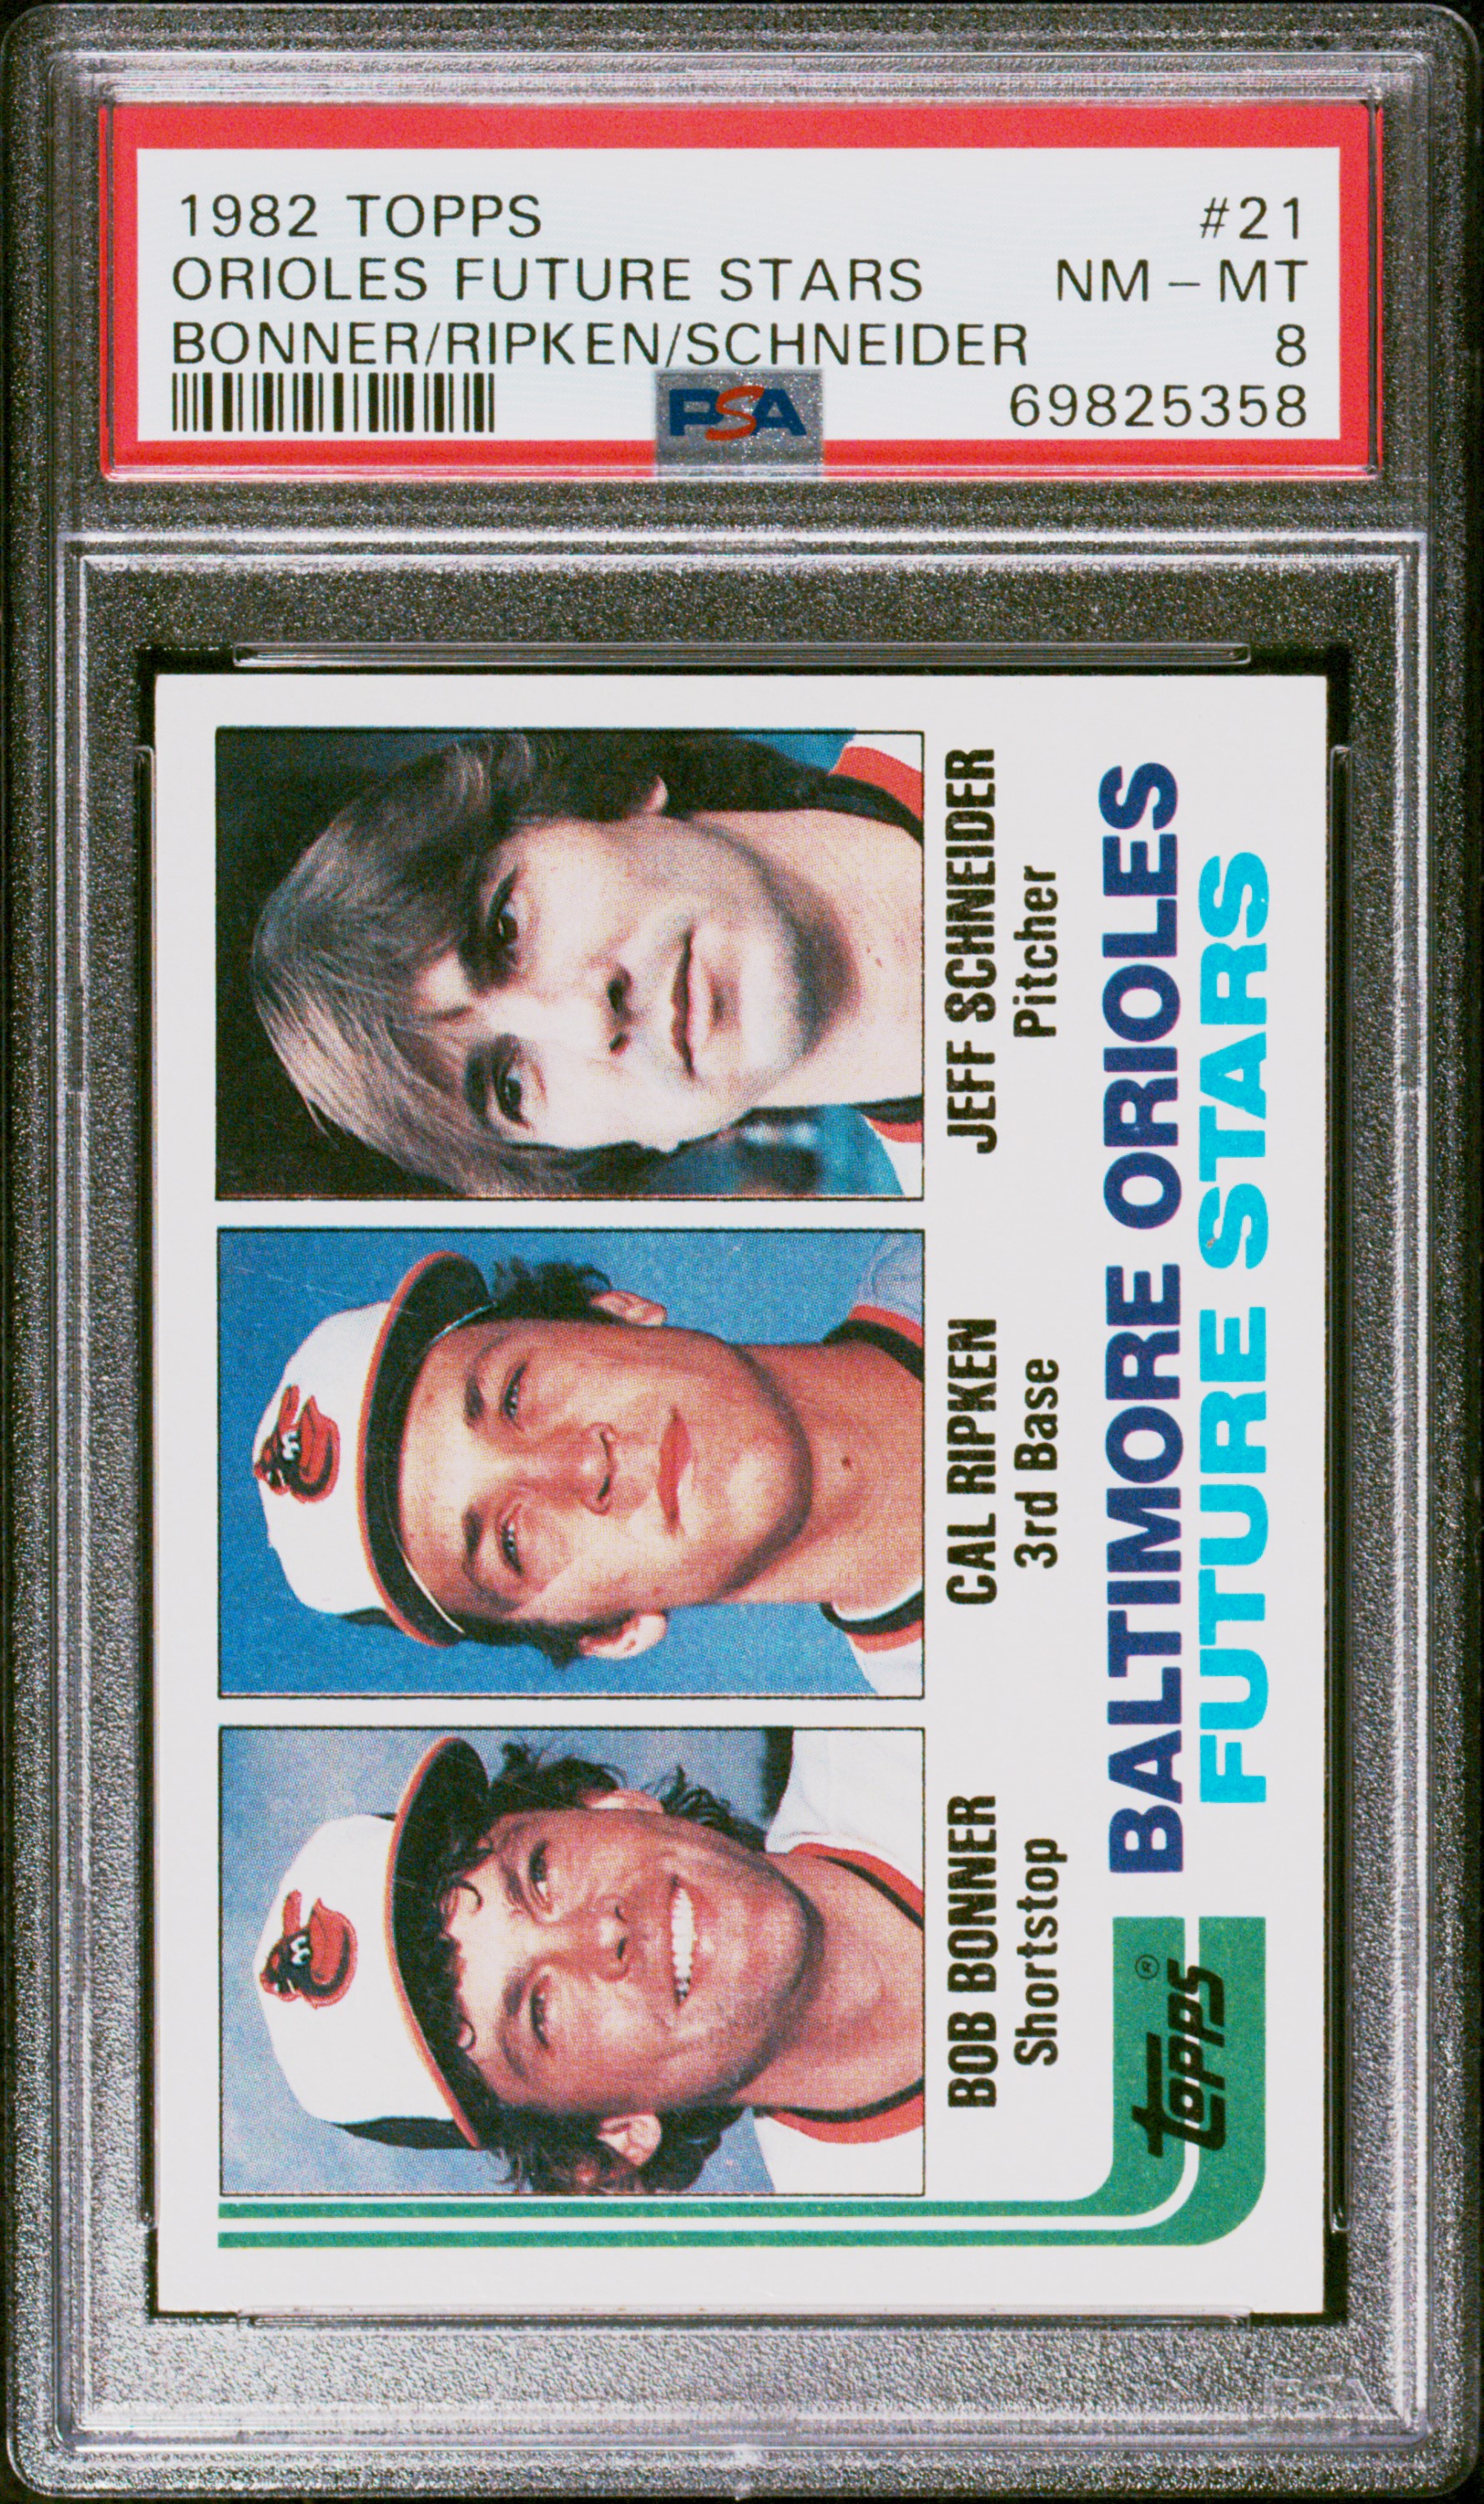 1982 TOPPS #21
ORIOLES FUTURE STARS NM - MT
BONNER/RIPKEN/SCHNEIDER 8
PSA 69825358
BOB BONNER
Shortstop
CAL RIPKEN
3rd Base
JEFF SCHNEIDER
Pitcher
topps®
BALTIMORE ORIOLES
FUTURE STARS
PSA